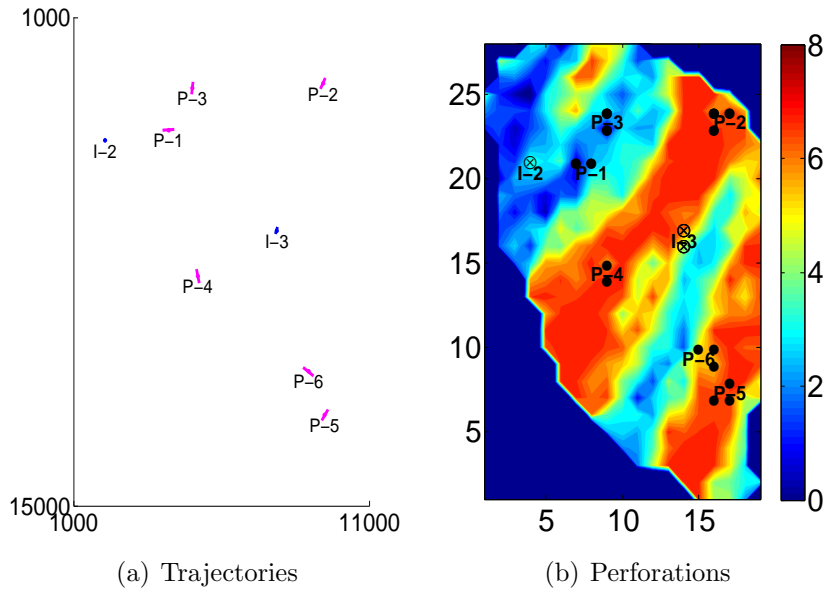 1000
P-3
P-2
P-1
I-2
I-3
P-4
P-6
P-5
15000
1000
11000
(a) Trajectories
25
20
15
10
5
5
10
15
P-3
P-2
I-2
P-1
I-3
P-4
P-6
P-5
8
6
4
2
0
(b) Perforations